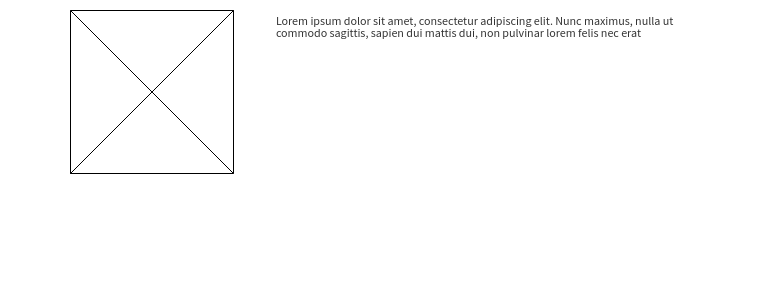 Lorem ipsum dolor sit amet, consectetur adipiscing elit. Nunc maximus, nulla ut
commodo sagittis, sapien dui mattis dui, non pulvinar lorem felis nec erat